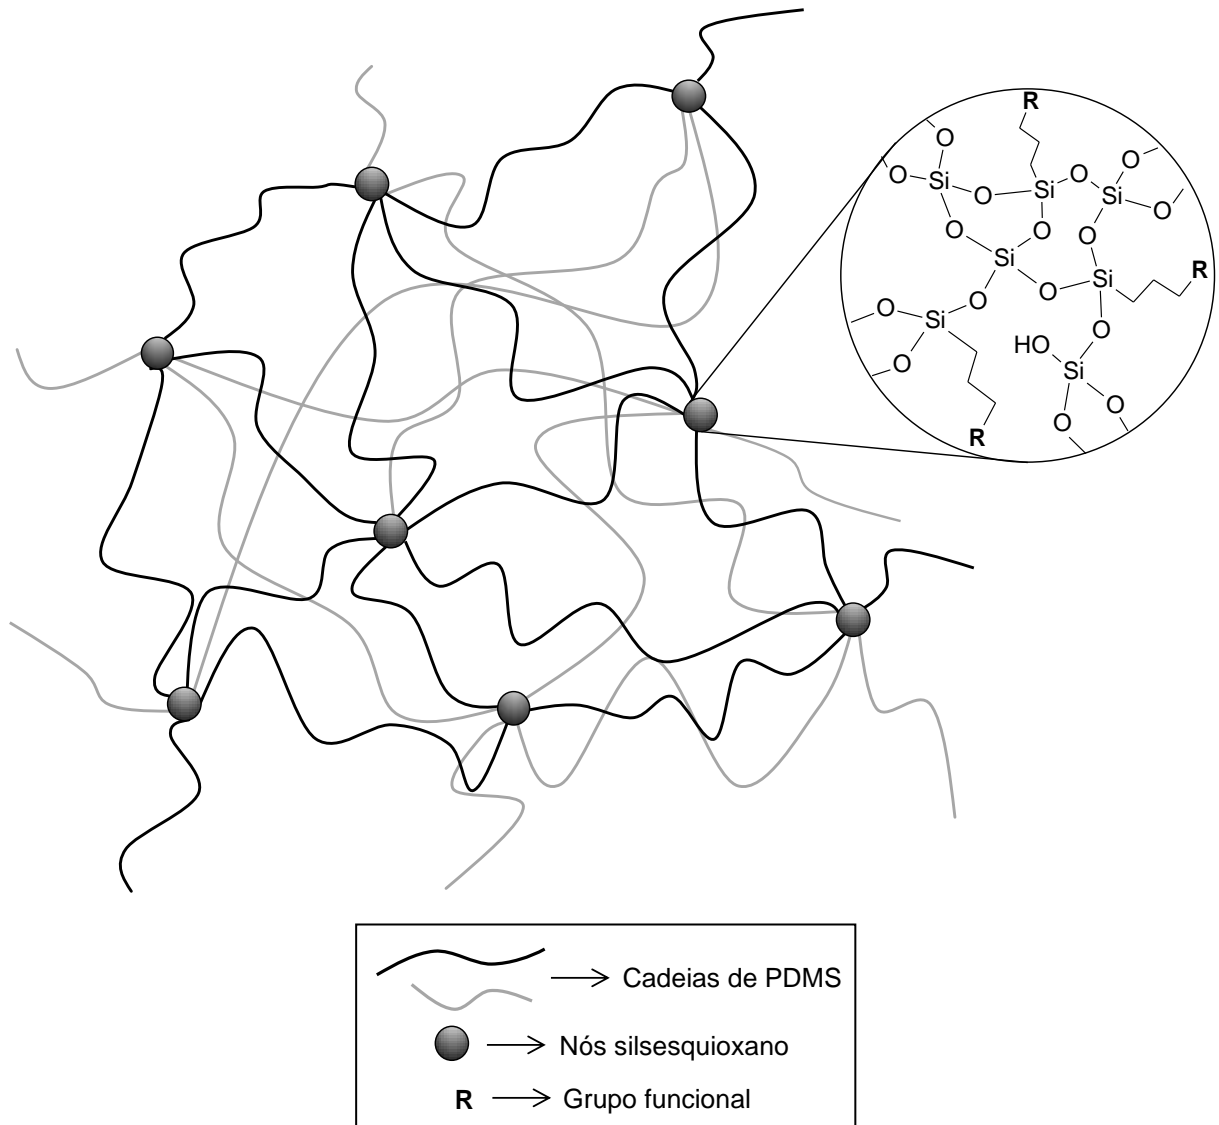 R
O
O
O
Si
O
Si
O
Si
O
O
O
O
Si
R
Si
O
O
O
Si
O
HO
O
Si
R
O
O
Cadeias de PDMS
Nós silsesquioxano
R
Grupo funcional